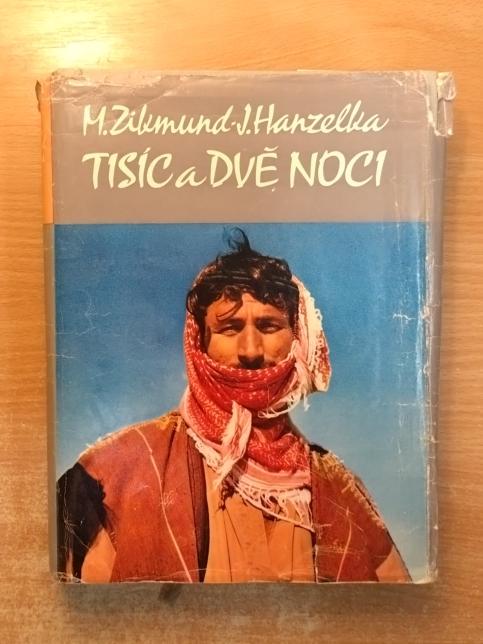 M. Zikmund - J. Hanzelka
TISÍC a DVĚ NOCI